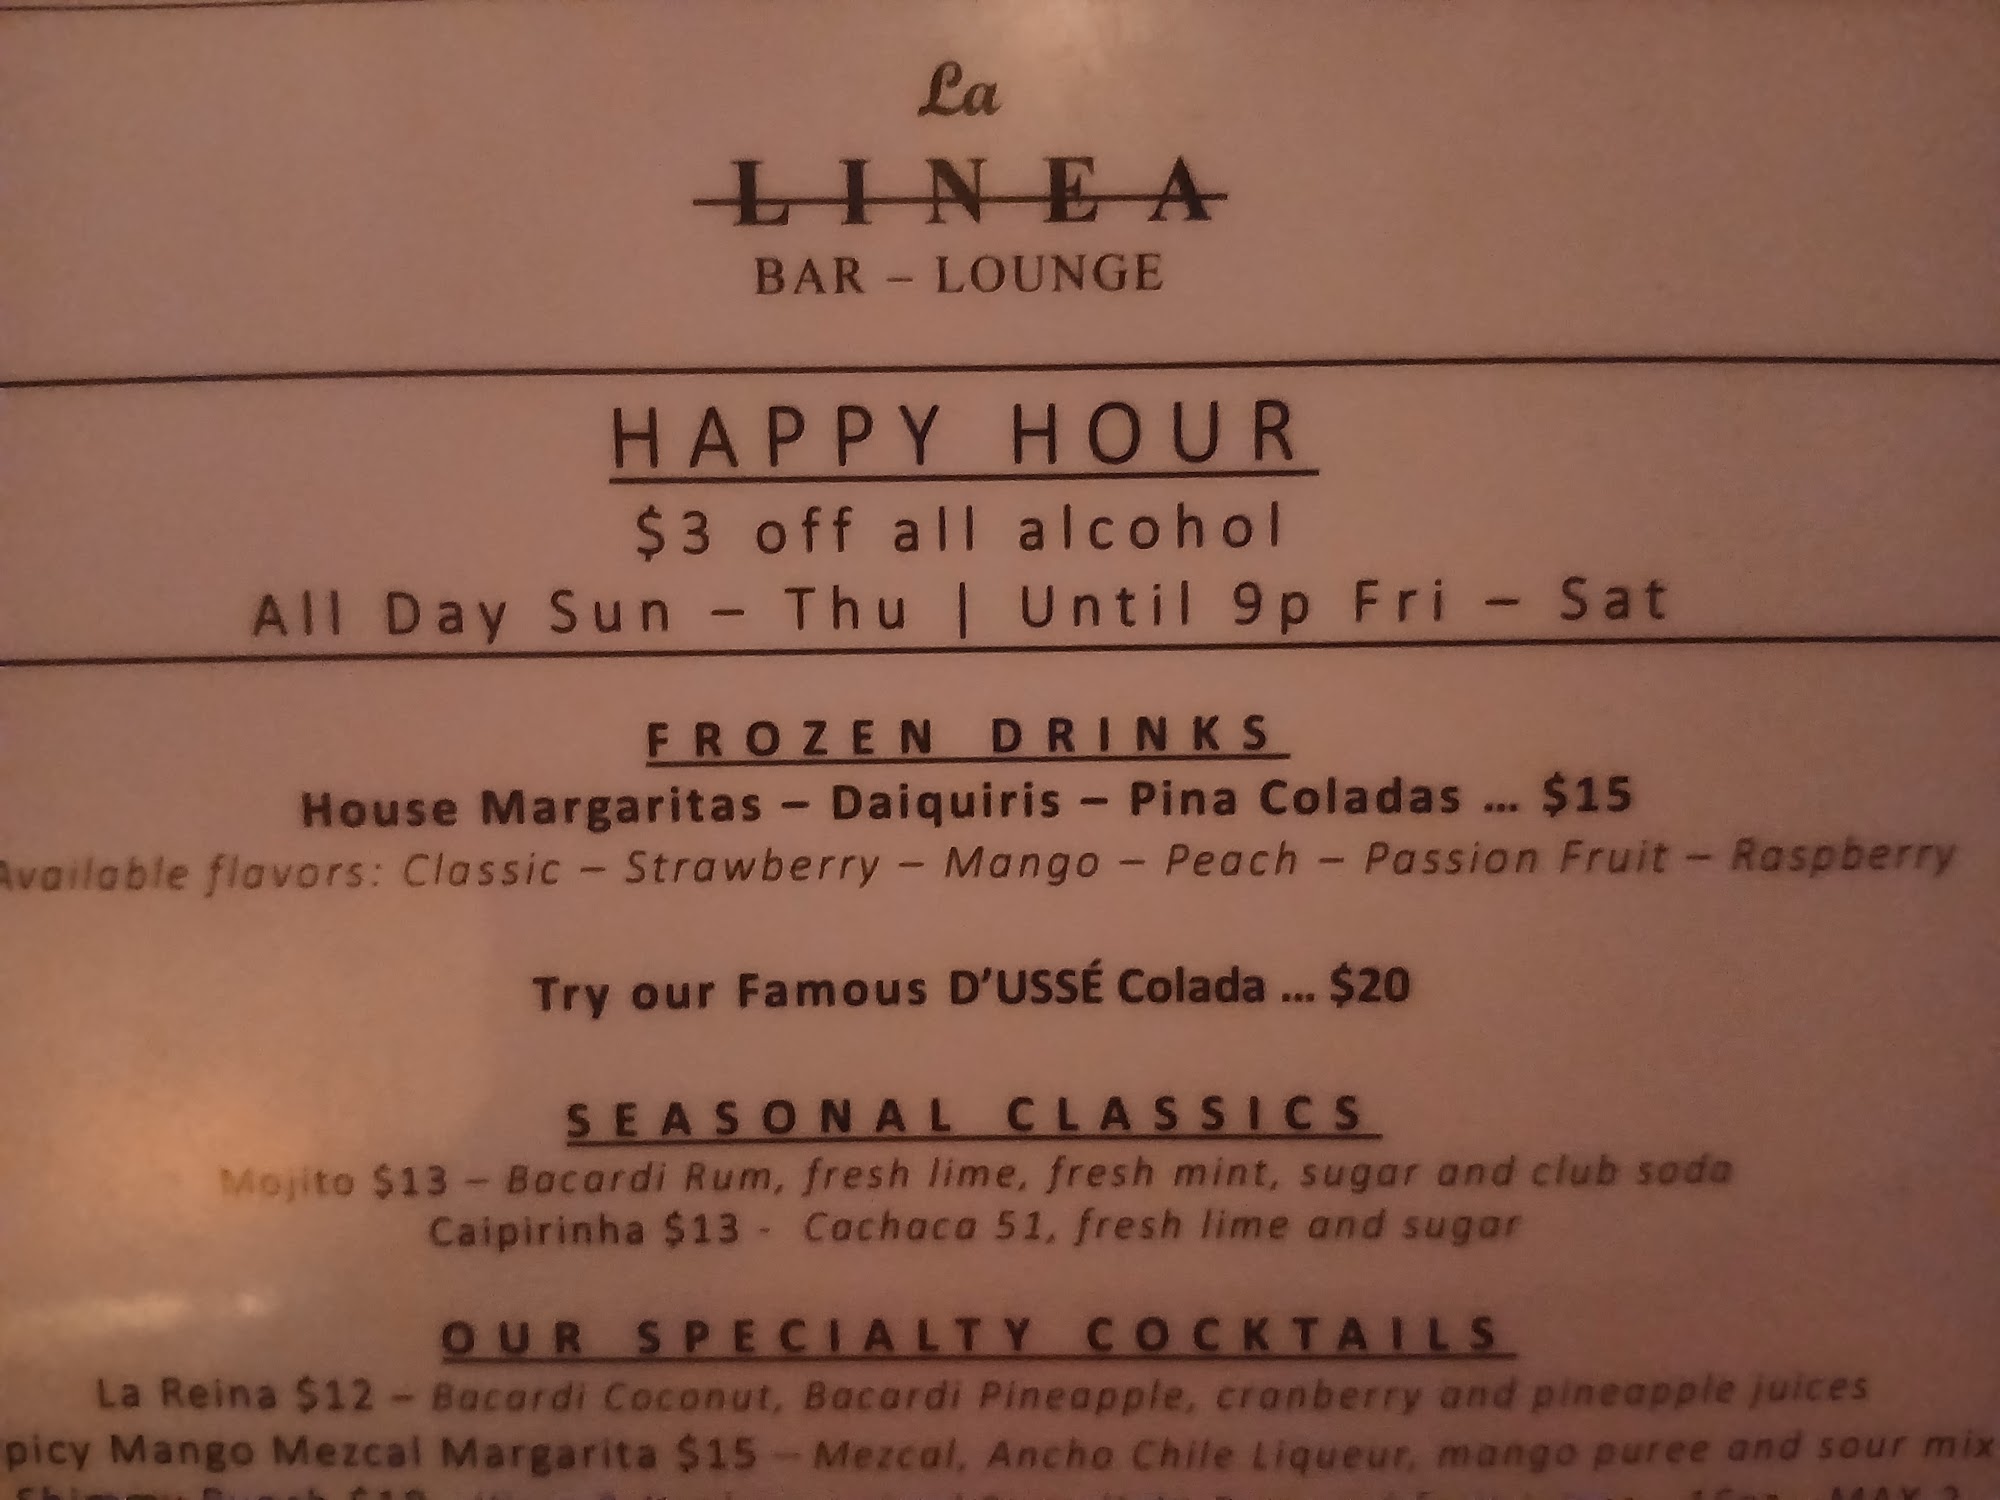 La
LINEA
BAR – LOUNGE
HAPPY HOUR
$3 off all alcohol
All Day Sun – Thu | Until 9p Fri – Sat
FROZEN DRINKS
House Margaritas – Daiquiris – Pina Coladas ... $15
Available flavors: Classic – Strawberry – Mango – Peach – Passion Fruit – Raspberry
Try our Famous D'USSÉ Colada ... $20
SEASONAL CLASSICS
Mojito $13 – Bacardi Rum, fresh lime, fresh mint, sugar and club soda
Caipirinha $13 - Cachaca 51, fresh lime and sugar
OUR SPECIALTY COCKTAILS
La Reina $12 – Bacardi Coconut, Bacardi Pineapple, cranberry and pineapple juices
picy Mango Mezcal Margarita $15 – Mezcal, Ancho Chile Liqueur, mango puree and sour mix